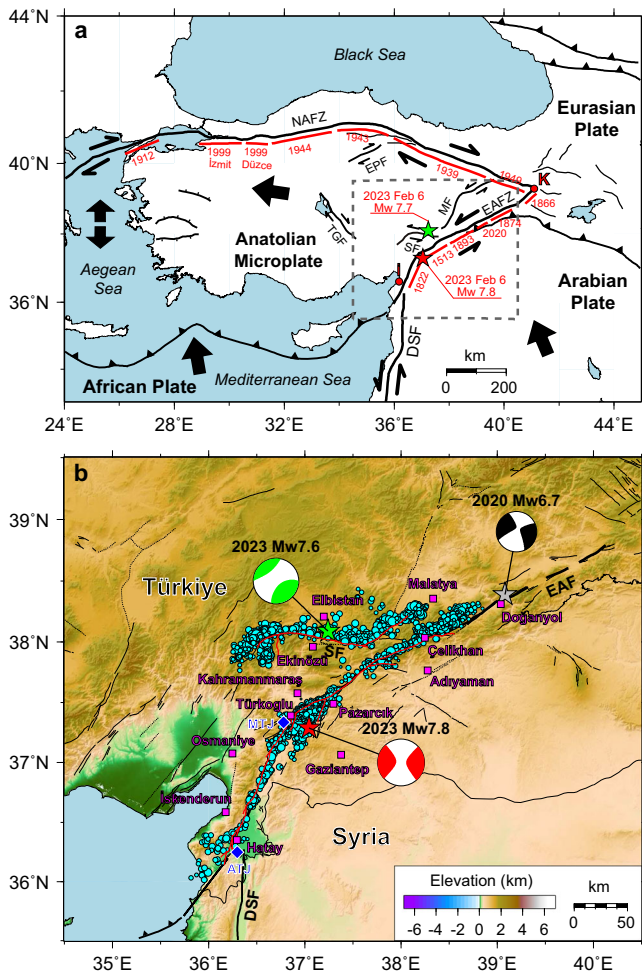 44°N
40°N
36°N
24°E
28°E
32°E
36°E
40°E
44°E
a
Black Sea
Eurasian
Plate
NAFZ
1912
1999
İzmit
1999
Düzce
1944
1943
EPF
1939
1949
K
1866
MF
EAFZ
1874
2020
1893
1513
1822
2023 Feb 6
Mw 7.7
SF
TGF
Anatolian
Microplate
Aegean
Sea
I
2023 Feb 6
Mw 7.8
Arabian
Plate
DSF
km
0
200
African Plate
Mediterranean Sea
b
39°N
38°N
37°N
36°N
35°E
36°E
37°E
38°E
39°E
40°E
2020 Mw6.7
2023 Mw7.6
Türkiye
Malatya
Elbistan
EAF
Doğanyol
SF
Çelikhan
Ekinözü
Kahramanmaraş
Adıyaman
Türkoglu
Pazarcık
MTJ
2023 Mw7.8
Osmaniye
Gaziantep
İskenderun
Syria
Hatay
ATJ
DSF
Elevation (km)
-6
-4
-2
0
2
4
6
km
0
50